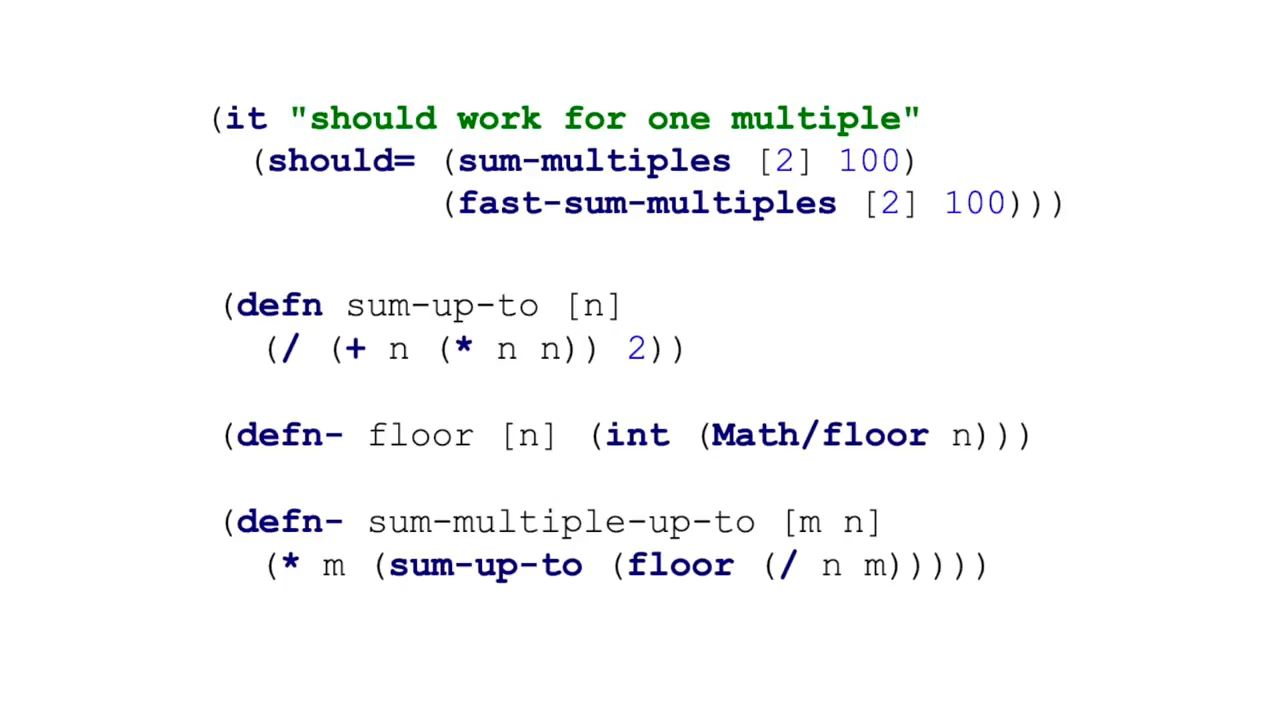 (it "should work for one multiple"
(should= (sum-multiples [2] 100)
(fast-sum-multiples [2] 100)))
(defn sum-up-to [n]
(/ (+ n (* n n)) 2))
(defn- floor [n] (int (Math/floor n)))
(defn- sum-multiple-up-to [m n]
(* m (sum-up-to (floor (/ n m)))))